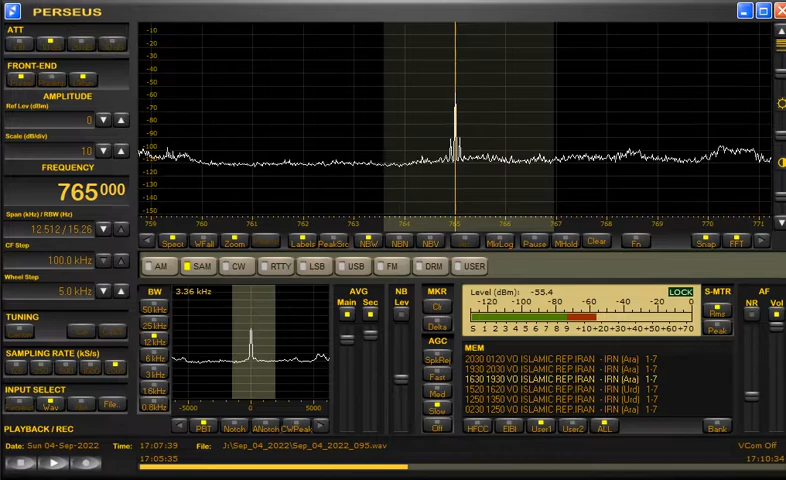 PERSEUS
ATT
FRONT-END
AMPLITUDE
Ref Lev (dBm)
0
Scale (dB/div)
10
FREQUENCY
765000
Span (kHz) / RBW (Hz)
12.512 / 15.26
CF Step
100.0 kHz
Wheel Step
5.0 kHz
TUNING
SAMPLING RATE (kS/s)
INPUT SELECT
Wav
File..
PLAYBACK / REC
-10
-20
-30
-40
-50
-60
-70
-80
-90
-100
-110
-120
-130
-140
-150
759 760 761 762 763 764 765 766 767 768 769 770 771
Spect WFall Zoom Labels PeakSrc NBW NBN NBV MkrLog Pause MHold Clear Fn Snap FFT
AM SAM CW RTTY LSB USB FM DRM USER
BW
50kHz
25 kHz
12 kHz
6 kHz
3 kHz
1.6kHz
0.8kHz
3.36 kHz
-5000 0 5000
PBT Notch ANotch CWPeak
AVG
Main Sec
NB
Lev
MKR
Clr
Delta
AGC
SpkRej
Fast
Med
Slow
Off
Level (dBm): -55.4 LOCK
-120 -100 -80 -60 -40 -20 0
S 1 2 3 4 5 6 7 8 9 +10 +20 +30 +40 +50 +60 +70
S-MTR
Rms
Peak
AF
NR Vol
MEM
2030 0120 VO ISLAMIC REP.IRAN - IRN (Ara) 1-7
1930 2030 VO ISLAMIC REP.IRAN - IRN (Ara) 1-7
1630 1930 VO ISLAMIC REP.IRAN - IRN (Ara) 1-7
1520 1620 VO ISLAMIC REP.IRAN - IRN (Urd) 1-7
1250 1350 VO ISLAMIC REP.IRAN - IRN (Urd) 1-7
0230 1250 VO ISLAMIC REP.IRAN - IRN (Ara) 1-7
HFCC EIBI User1 User2 ALL Bank
Date: Sun 04-Sep-2022 Time: 17:07:39 File: J:\Sep_04_2022\Sep_04_2022_095.wav VCom Off
17:05:35 17:10:34